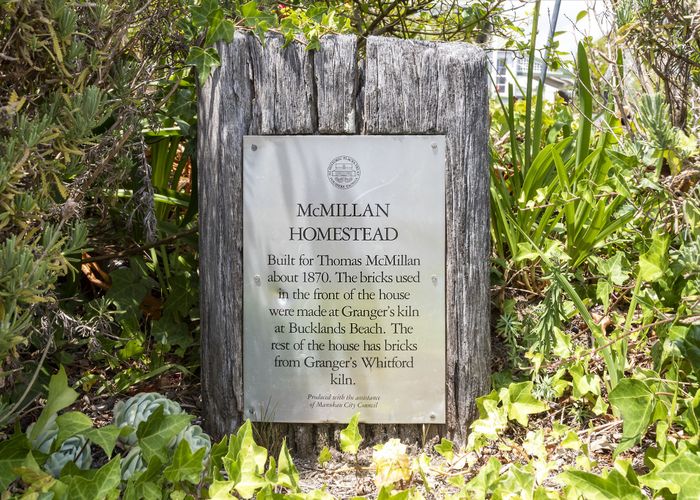 McMILLAN
HOMESTEAD
Built for Thomas McMillan
about 1870. The bricks used
in the front of the house
were made at Granger's kiln
at Bucklands Beach. The
rest of the house has bricks
from Granger's Whitford
kiln.
Produced with the assistance
of Manukau City Council